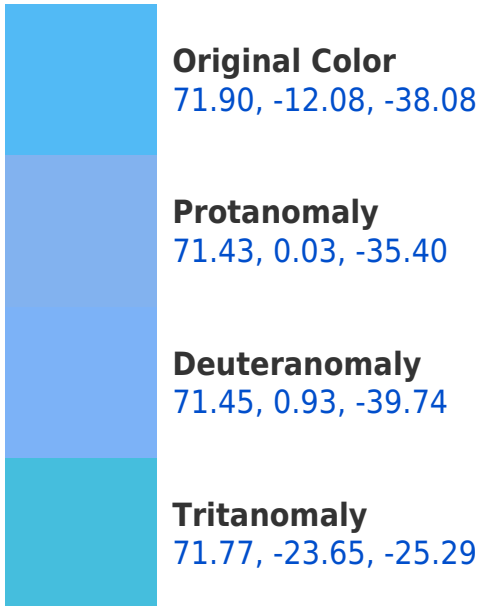 Original Color
71.90, -12.08, -38.08
Protanomaly
71.43, 0.03, -35.40
Deuteranomaly
71.45, 0.93, -39.74
Tritanomaly
71.77, -23.65, -25.29